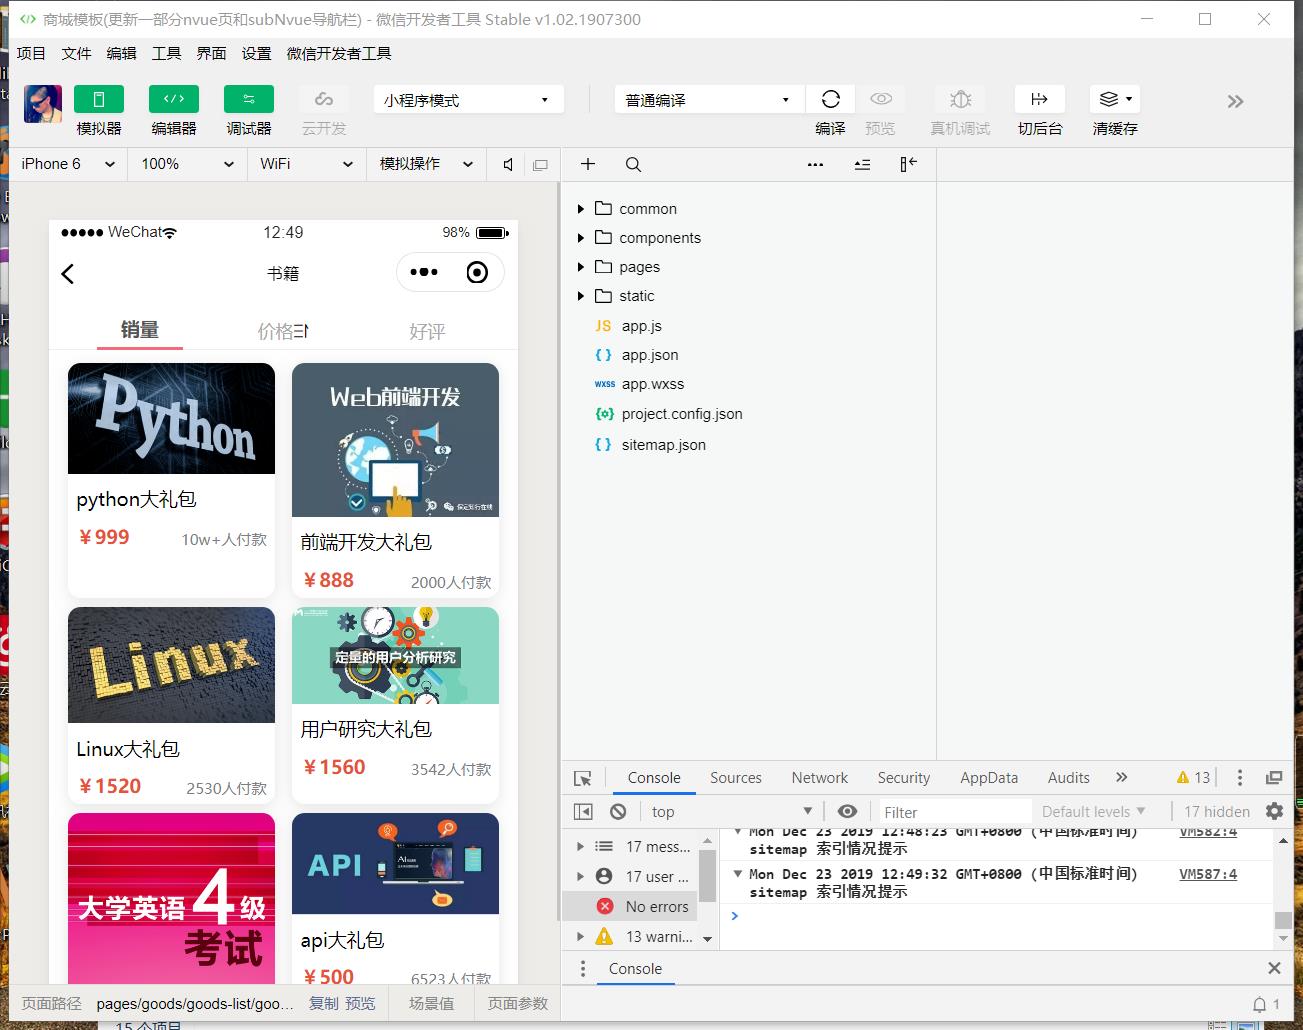 商城模板(更新一部分nvue页和subNvue导航栏) - 微信开发者工具 Stable v1.02.1907300
项目 文件 编辑 工具 界面 设置 微信开发者工具
小程序模式 普通编译
模拟器 编辑器 调试器 云开发 编译 预览 真机调试 切后台 清缓存
iPhone 6 100% WiFi 模拟操作
WeChat 12:49 98%
书籍
销量 价格 好评
Python
python大礼包
¥999 10w+人付款
Web前端开发
前端开发大礼包
¥888 2000人付款
Linux
Linux大礼包
¥1520 2530人付款
定量的用户分析研究
用户研究大礼包
¥1560 3542人付款
大学英语4级
考试
API
AI
api大礼包
¥500 6523人付款
页面路径 pages/goods/goods-list/goo... 复制 预览 场景值 页面参数
common
components
pages
static
JS app.js
{ } app.json
wxss app.wxss
project.config.json
{ } sitemap.json
Console Sources Network Security AppData Audits 13
top Filter Default levels 17 hidden
17 mess...
17 user ...
No errors
13 warni...
Mon Dec 23 2019 12:48:23 GMT+0800 (中国标准时间) VM582:4
sitemap 索引情况提示
Mon Dec 23 2019 12:49:32 GMT+0800 (中国标准时间) VM587:4
sitemap 索引情况提示
Console
1
15 个项目